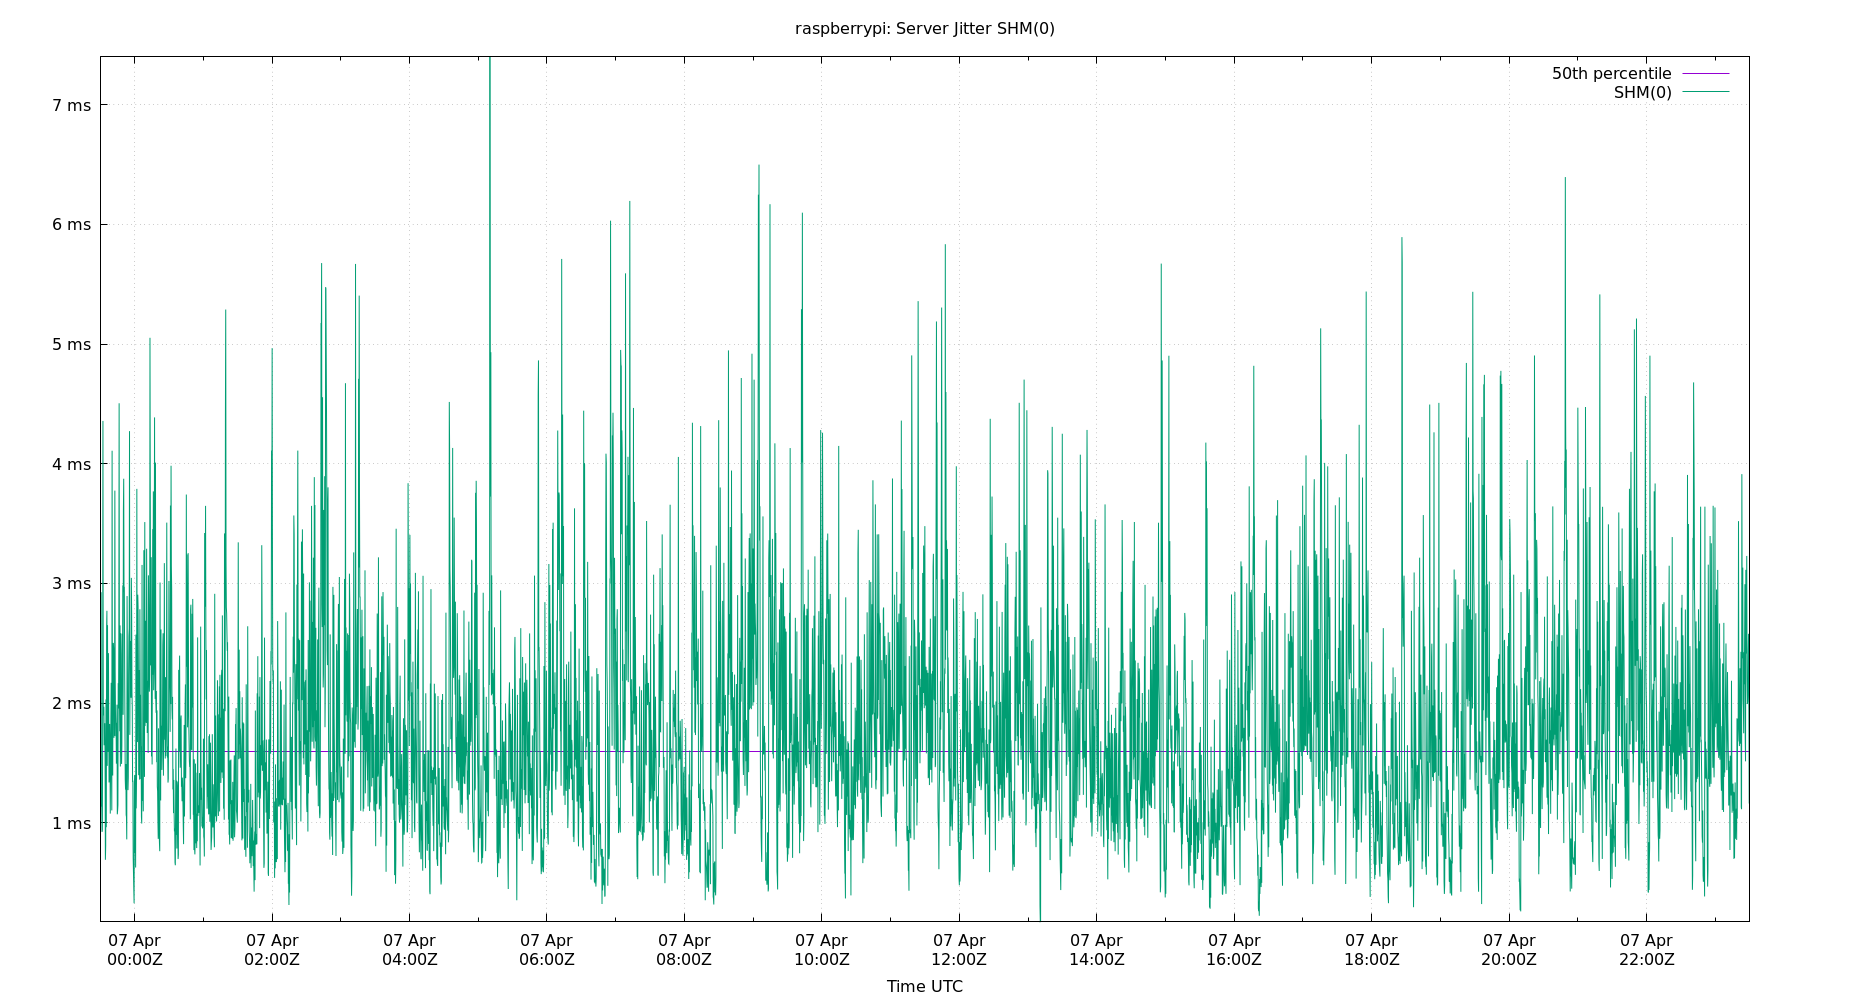 raspberrypi: Server Jitter SHM(0)
50th percentile
SHM(0)
7 ms
6 ms
5 ms
4 ms
3 ms
2 ms
1 ms
07 Apr 07 Apr 07 Apr 07 Apr 07 Apr 07 Apr 07 Apr 07 Apr 07 Apr 07 Apr 07 Apr 07 Apr
00:00Z 02:00Z 04:00Z 06:00Z 08:00Z 10:00Z 12:00Z 14:00Z 16:00Z 18:00Z 20:00Z 22:00Z
Time UTC